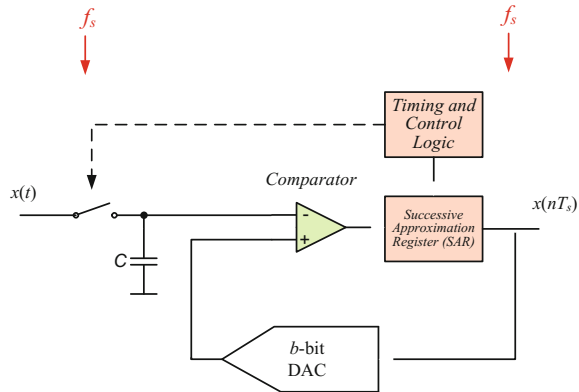 f_s
f_s
Timing and
Control
Logic
Comparator
x(t)
-
+
Successive
Approximation
Register (SAR)
x(nT_s)
C
b-bit
DAC